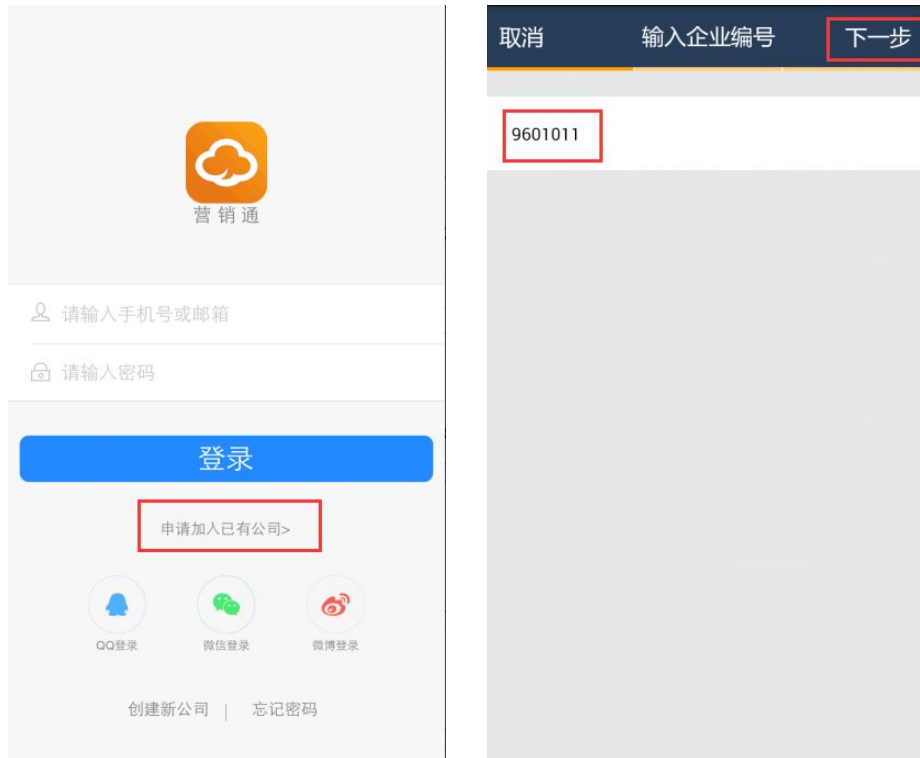 营销通
请输入手机号或邮箱
请输入密码
登录
申请加入已有公司>
QQ登录 微信登录 微博登录
创建新公司 | 忘记密码
取消 输入企业编号 下一步
9601011